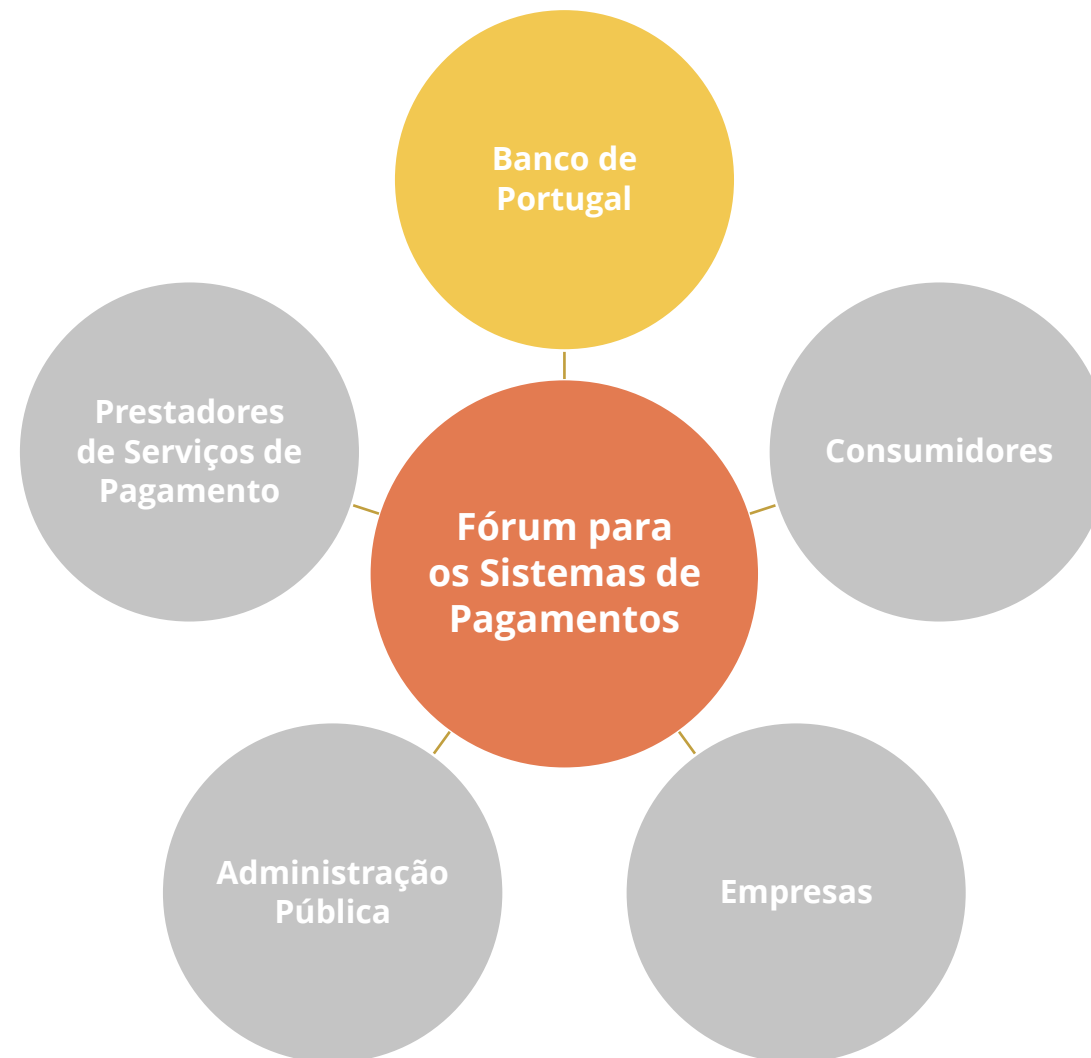 Banco de
Portugal
Prestadores
de Serviços de
Pagamento
Consumidores
Fórum para
os Sistemas de
Pagamentos
Administração
Pública
Empresas